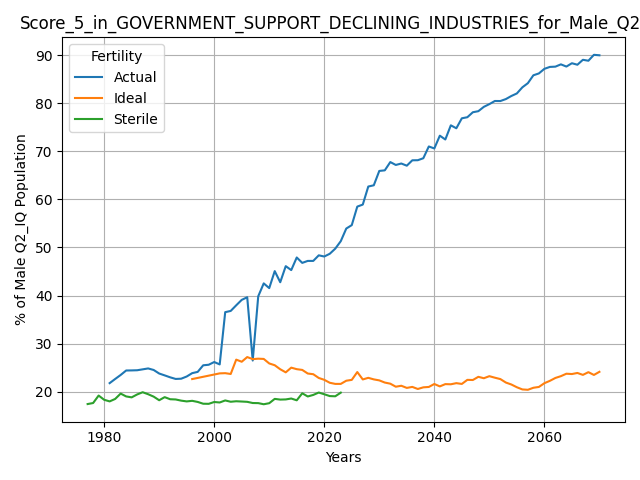 Score_5_in_GOVERNMENT_SUPPORT_DECLINING_INDUSTRIES_for_Male_Q2
Fertility
Actual
Ideal
Sterile
% of Male Q2_IQ Population
90
80
70
60
50
40
30
20
1980
2000
2020
2040
2060
Years